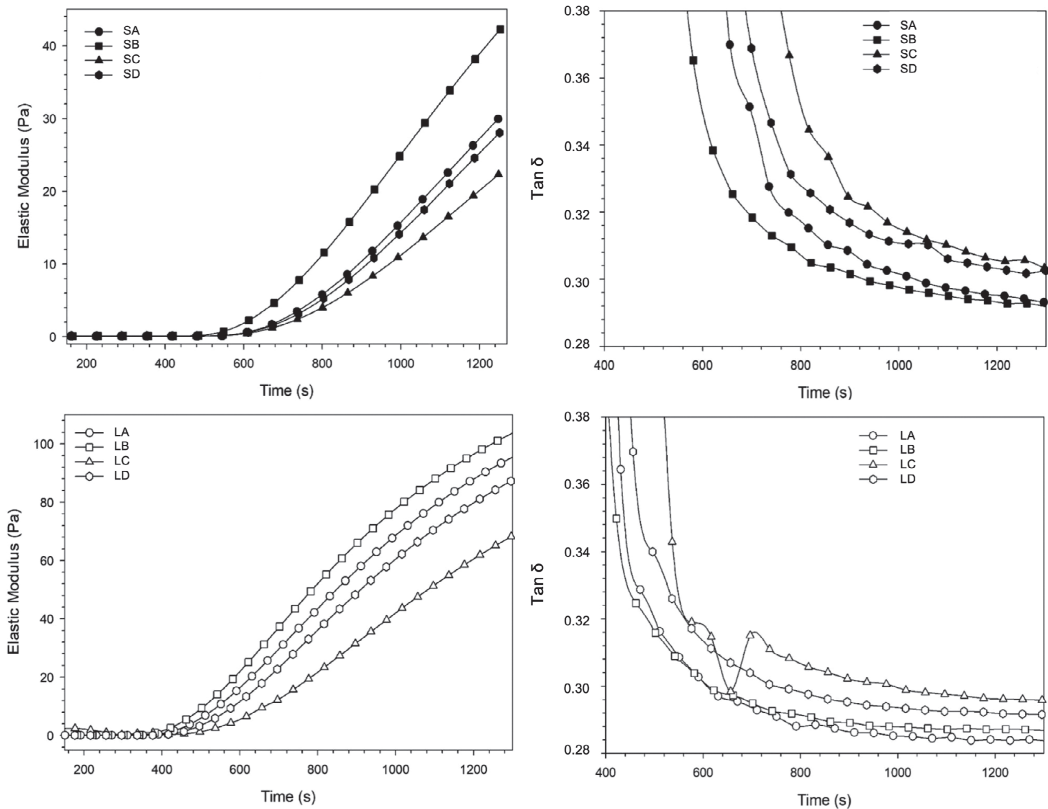 Elastic Modulus (Pa)
40
30
20
10
0
SA
SB
SC
SD
200 400 600 800 1000 1200
Time (s)
Tan δ
0.38
0.36
0.34
0.32
0.30
0.28
SA
SB
SC
SD
400 600 800 1000 1200
Time (s)
Elastic Modulus (Pa)
100
80
60
40
20
0
LA
LB
LC
LD
200 400 600 800 1000 1200
Time (s)
Tan δ
0.38
0.36
0.34
0.32
0.30
0.28
LA
LB
LC
LD
400 600 800 1000 1200
Time (s)